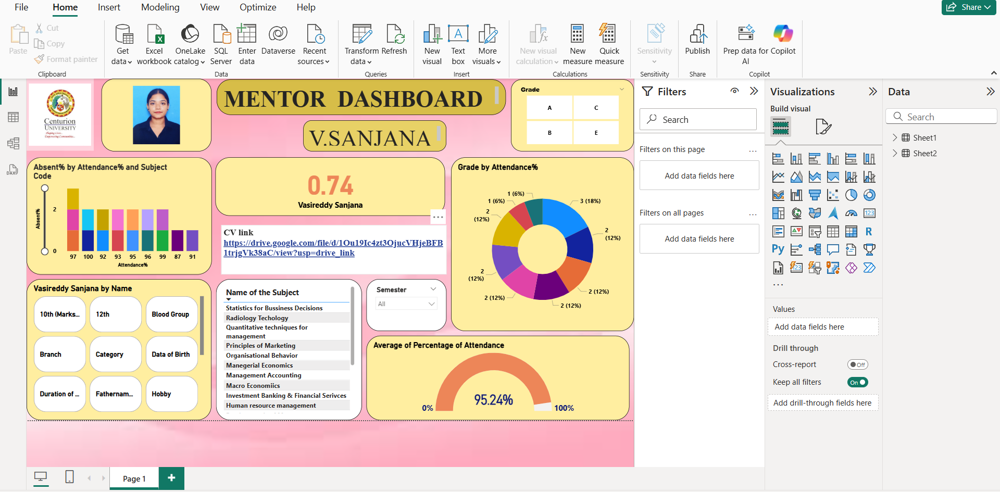 File Home Insert Modeling View Optimize Help
Share
Paste
Cut
Copy
Format painter
Clipboard
Get
data
Excel
workbook
OneLake
catalog
SQL
Server
Enter
data
Dataverse
Recent
sources
Data
Transform
data
Refresh
Queries
New
visual
Text
box
More
visuals
Insert
New visual
calculation
New
measure
Quick
measure
Calculations
Sensitivity
Sensitivity
Publish
Share
Prep data for
AI
Copilot
Copilot
DAX
Centurion
UNIVERSITY
Shaping Lives...
Empowering Communities...
MENTOR DASHBOARD
V.SANJANA
Grade
A C
B E
Absent% by Attendance% and Subject
Code
Absent%
2
0
97 100 92 93 95 96 99 87 91
Attendance%
0.74
Vasireddy Sanjana
CV link
https://drive.google.com/file/d/1Ou19Ic4zt3OjucVHjeBFB
1trjgVk38aC/view?usp=drive_link
Grade by Attendance%
3 (18%)
2
(12%)
2 (12%)
2 (12%)
2 (12%)
2
(12%)
2
(12%)
1 (6%)
1 (6%)
Vasireddy Sanjana by Name
10th (Marks... 12th Blood Group
Branch Category Data of Birth
Duration of ... Fathernam... Hobby
Name of the Subject
Statistics for Bussiness Decisions
Radiology Techology
Quantitative techniques for
management
Principles of Marketing
Organisational Behavior
Manegerial Economics
Management Accounting
Macro Economiics
Investment Banking & Financial Serivces
Human resource management
Semester
All
Average of Percentage of Attendance
95.24%
0% 100%
Filters
Search
Filters on this page
...
Add data fields here
Filters on all pages
...
Add data fields here
Visualizations
Build visual
123
R
Py
123
...
Values
Add data fields here
Drill through
Cross-report Off
Keep all filters On
Add drill-through fields here
Data
Search
Sheet1
Sheet2
Page 1